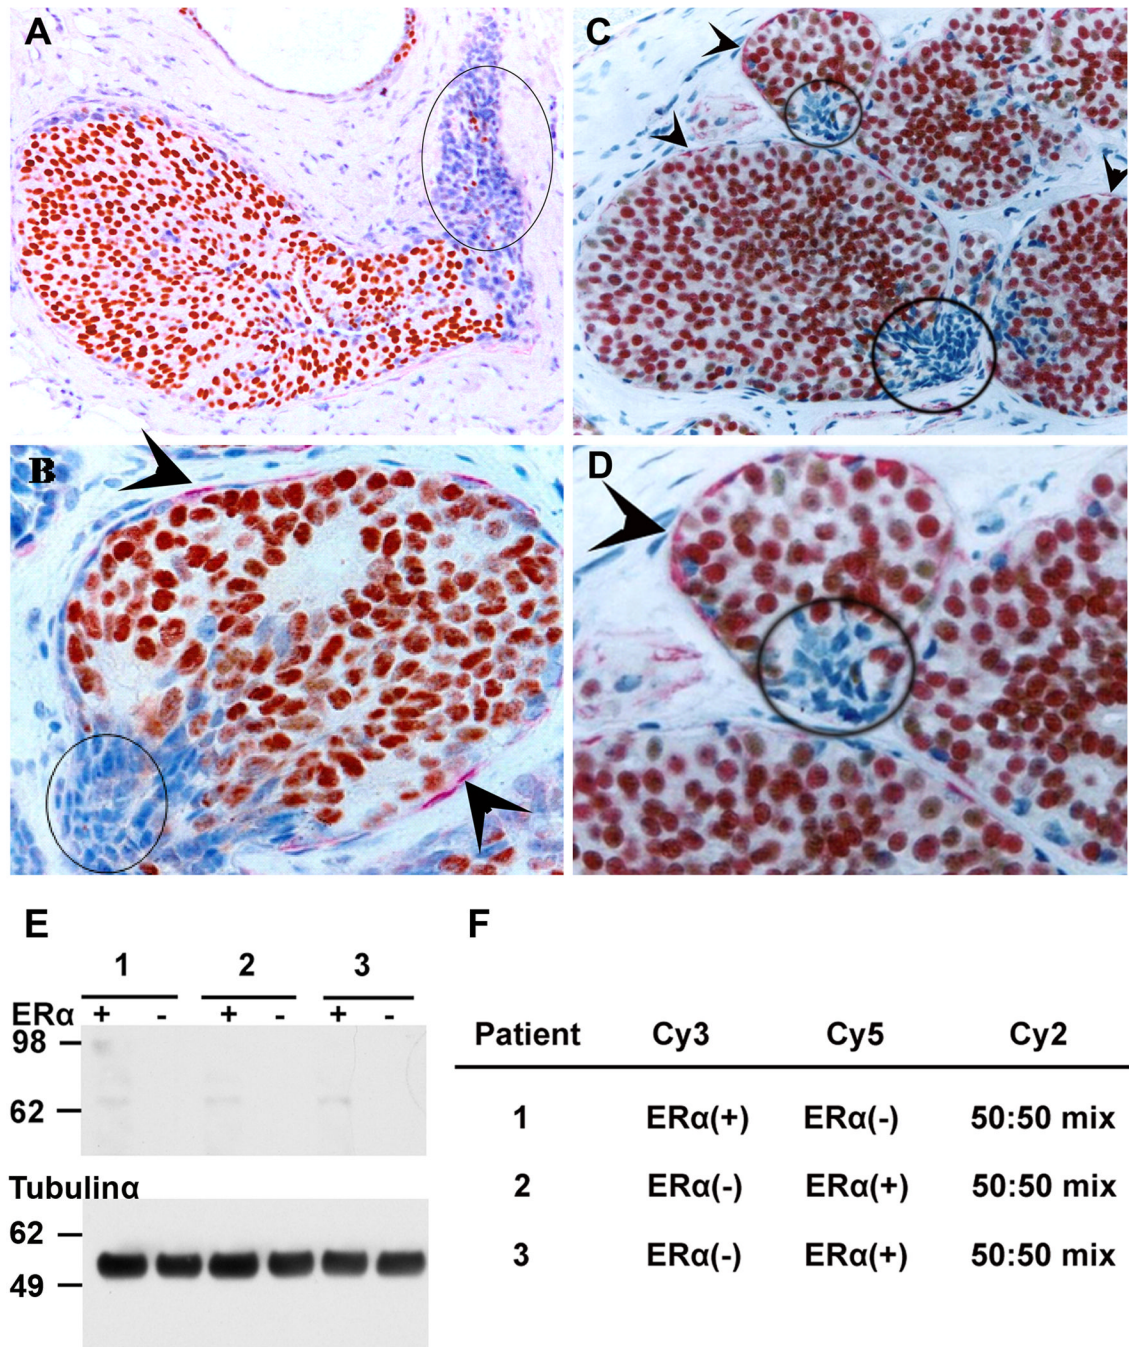 A
C
B
D
E
F
1 2 3
ERα + - + - + -
98
62
Tubulinα
62
49
Patient Cy3 Cy5 Cy2
1 ERα(+) ERα(-) 50:50 mix
2 ERα(-) ERα(+) 50:50 mix
3 ERα(-) ERα(+) 50:50 mix